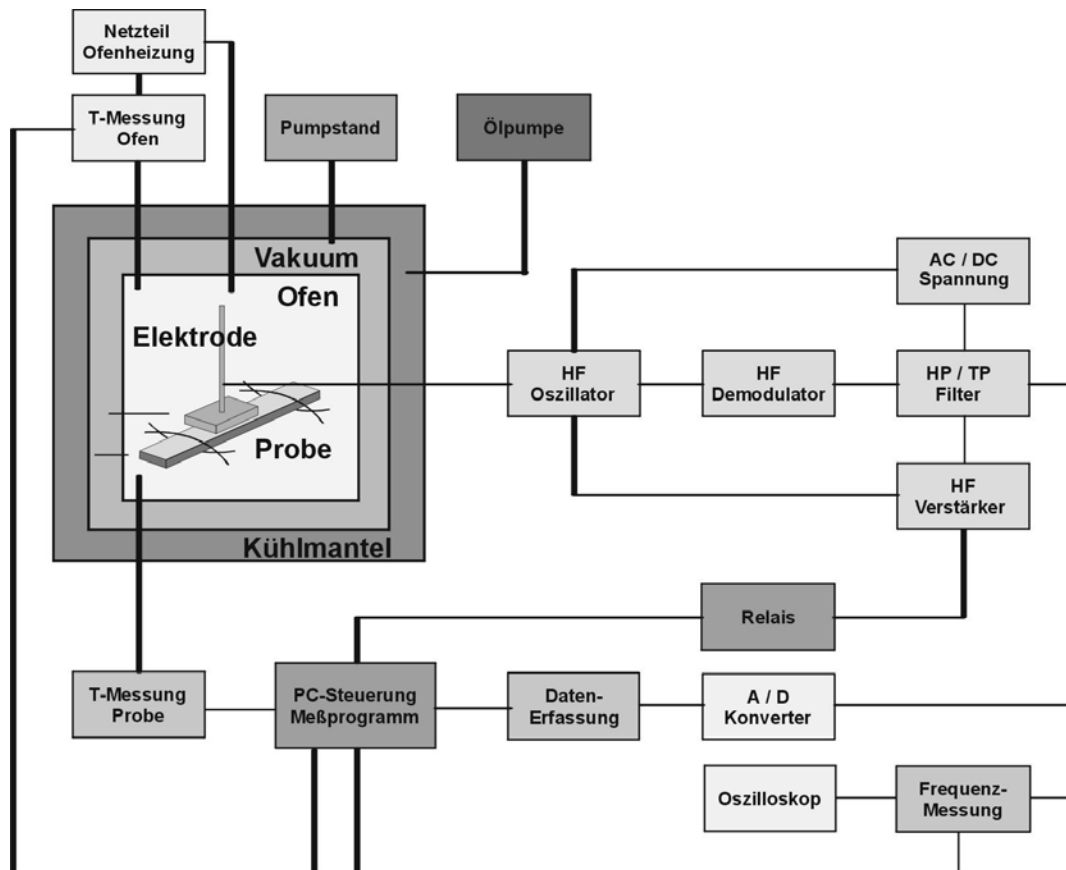 Netzteil
Ofenheizung
T-Messung
Ofen
Pumpstand
Ölpumpe
Vakuum
Ofen
Elektrode
Probe
Kühlmantel
AC / DC
Spannung
HF
Oszillator
HF
Demodulator
HP / TP
Filter
HF
Verstärker
Relais
T-Messung
Probe
PC-Steuerung
Meßprogramm
Daten-
Erfassung
A / D
Konverter
Oszilloskop
Frequenz-
Messung